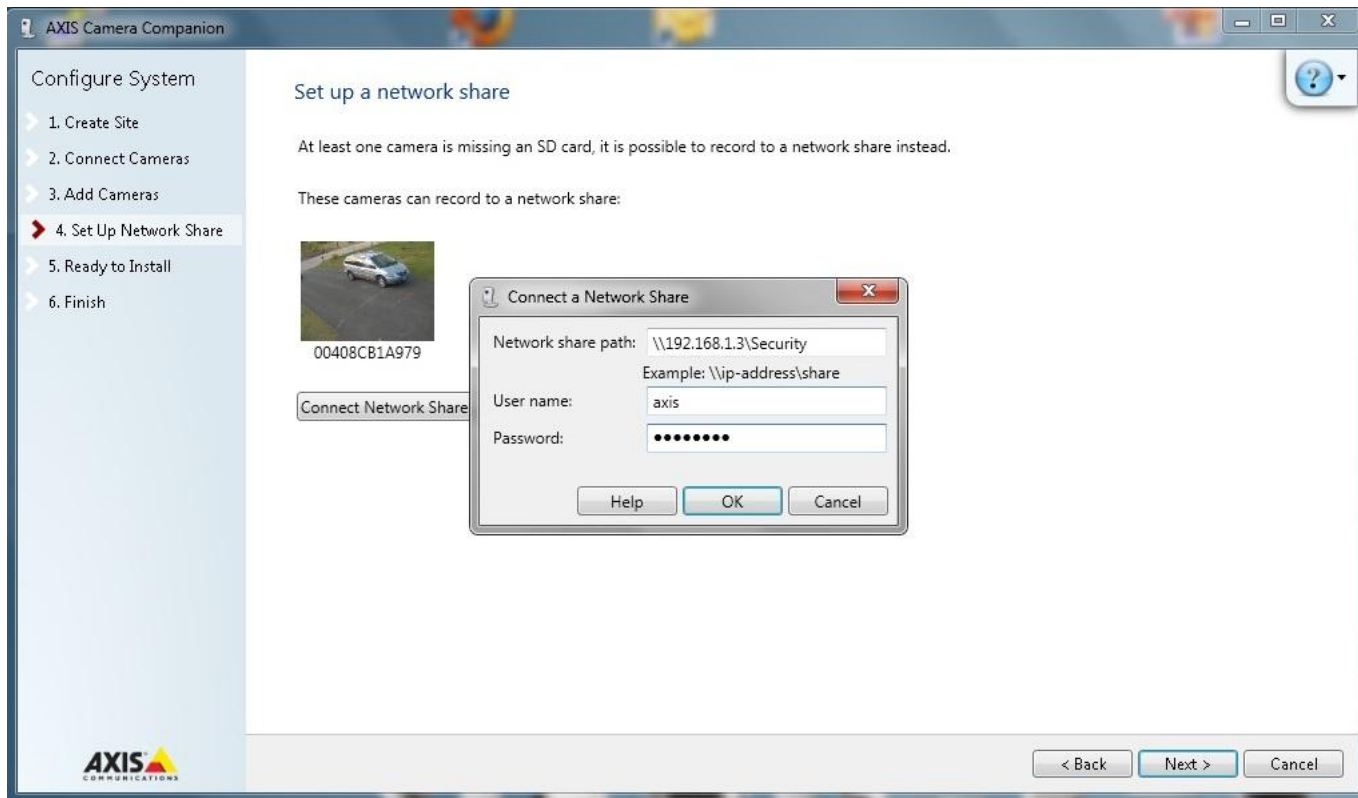 AXIS Camera Companion
Configure System
1. Create Site
2. Connect Cameras
3. Add Cameras
4. Set Up Network Share
5. Ready to Install
6. Finish
Set up a network share
At least one camera is missing an SD card, it is possible to record to a network share instead.
These cameras can record to a network share:
00408CB1A979
Connect Network Share
Connect a Network Share
Network share path: \\192.168.1.3\Security
Example: \\ip-address\share
User name: axis
Password: ●●●●●●●●
Help OK Cancel
AXIS
COMMUNICATIONS
< Back Next > Cancel